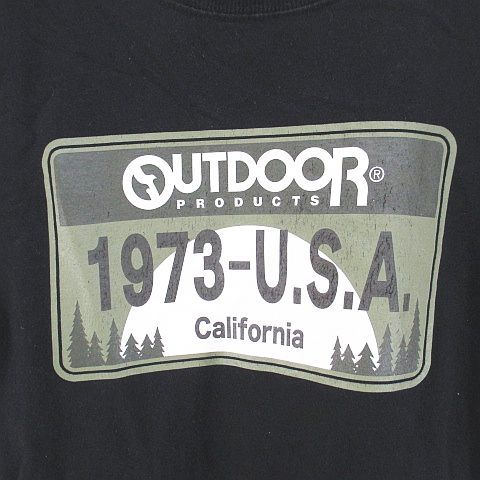 OUTDOOR®
PRODUCTS
1973-U.S.A.
California